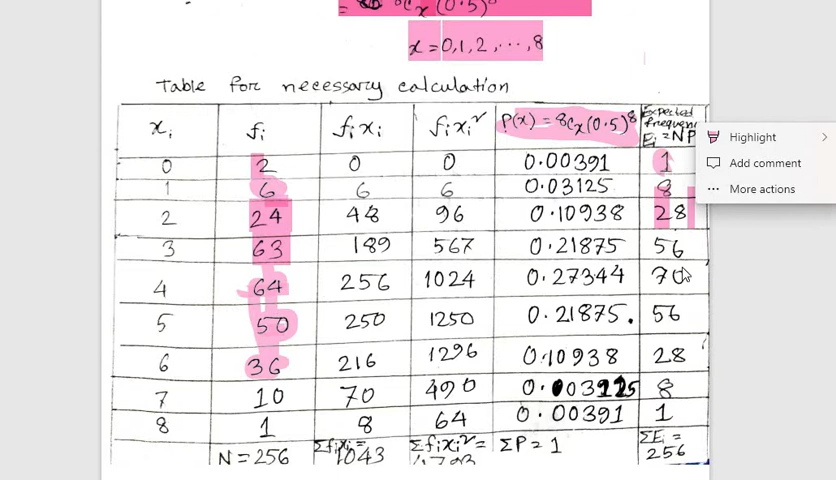 = 8Cx(0.5)8
x = 0,1,2, ...., 8
Table for necessary calculation
xi fi fixi fixi² P(x) = 8Cx(0.5)8 Expected frequen Ei = NP
0 2 0 0 0.00391 1
1 6 6 6 0.03125 8
2 24 48 96 0.10938 28
3 63 189 567 0.21875 56
4 64 256 1024 0.27344 70
5 50 250 1250 0.21875. 56
6 36 216 1296 0.10938 28
7 10 70 490 8
8 1 8 64 0.00391 1
N = 256 Σfixi = 1043 Σfixi² = ΣP = 1 ΣEi = 256
Highlight
Add comment
More actions